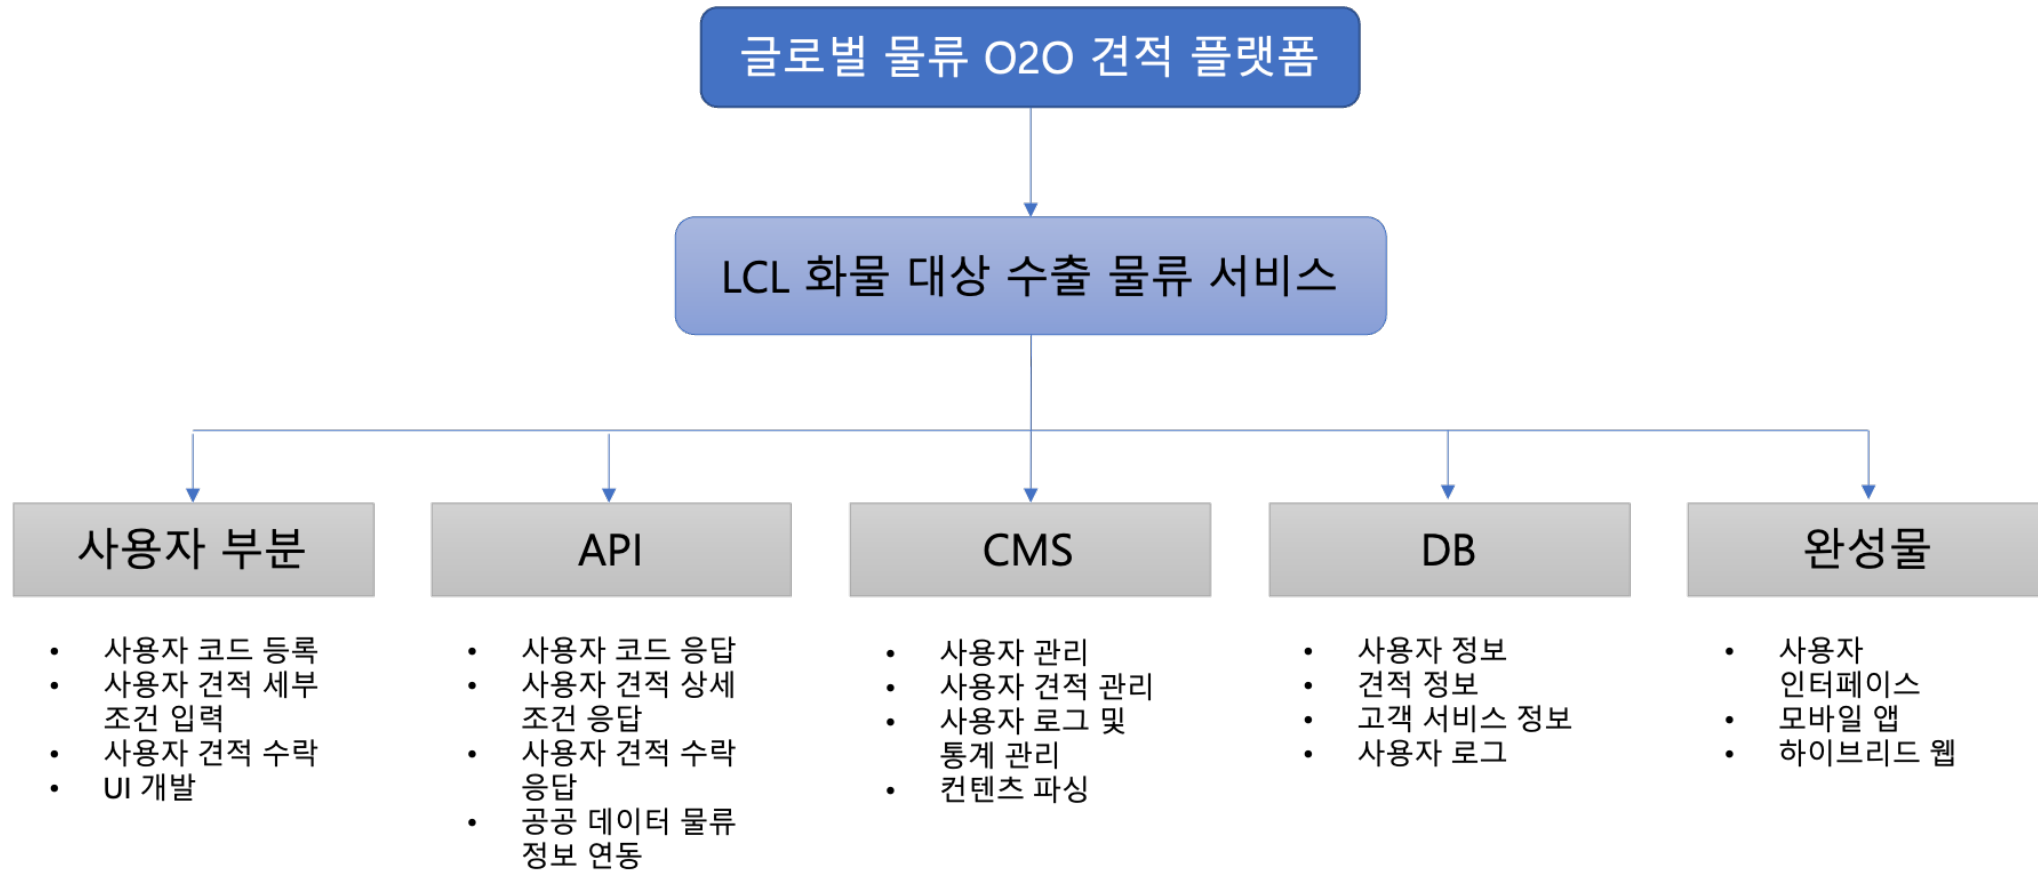 글로벌 물류 O2O 견적 플랫폼
LCL 화물 대상 수출 물류 서비스
사용자 부분
• 사용자 코드 등록
• 사용자 견적 세부
조건 입력
• 사용자 견적 수락
• UI 개발
API
• 사용자 코드 응답
• 사용자 견적 상세
조건 응답
• 사용자 견적 수락
응답
• 공공 데이터 물류
정보 연동
CMS
• 사용자 관리
• 사용자 견적 관리
• 사용자 로그 및
통계 관리
• 컨텐츠 파싱
DB
• 사용자 정보
• 견적 정보
• 고객 서비스 정보
• 사용자 로그
완성물
• 사용자
인터페이스
• 모바일 앱
• 하이브리드 웹